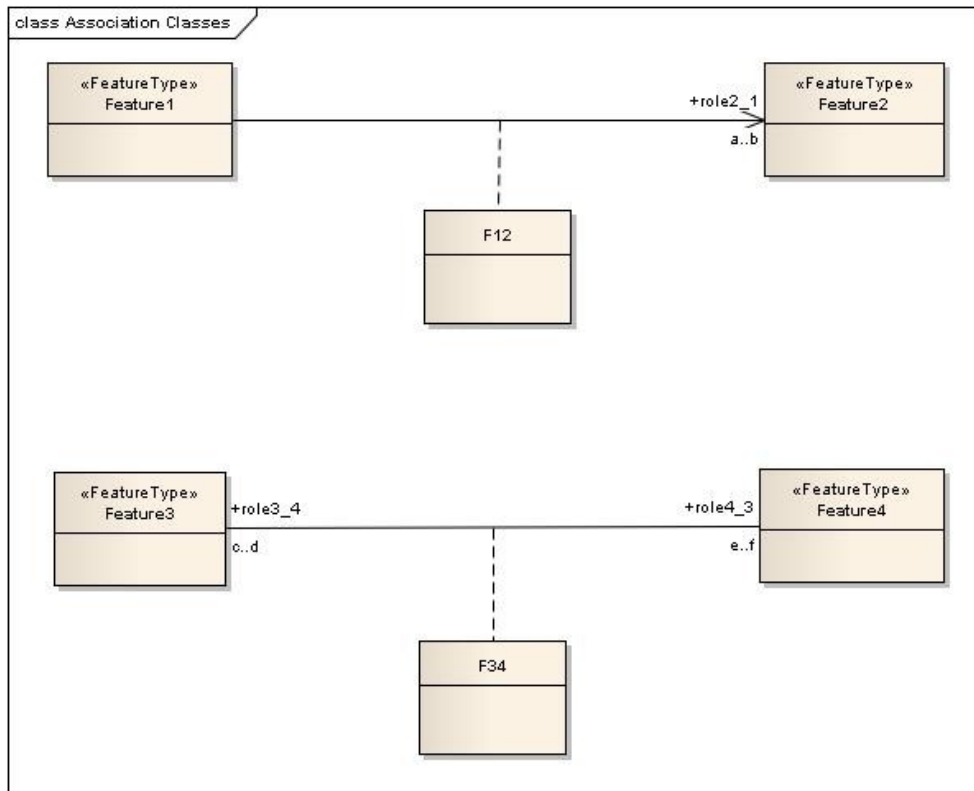 class Association Classes
«FeatureType»
Feature1
+role2_1
a..b
«FeatureType»
Feature2
F12
«FeatureType»
Feature3
+role3_4
c..d
+role4_3
e..f
«FeatureType»
Feature4
F34